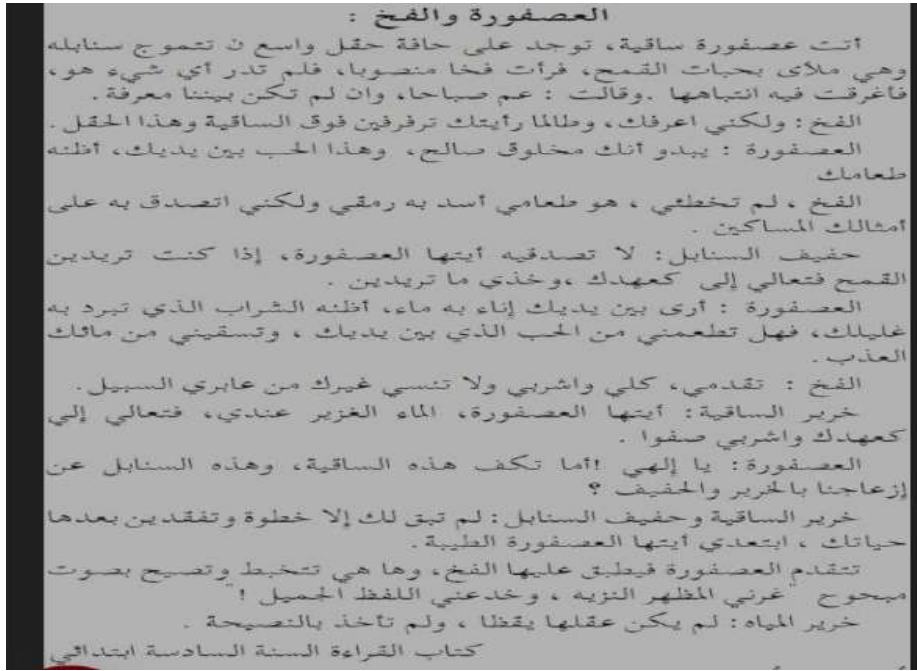 العصفورة والفخ :
أتت عصفورة ساقية، توجد على حافة حقل واسع ن تتموج سنابله
وهي ملأى بحبات القمح، فرأت فخا منصوبا، فلم تدر أي شيء هو،
فأغرقت فيه انتباهها .وقالت : عم صباحا، وان لم تكن بيننا معرفة.
الفخ : ولكني اعرفك، وطالما رأيتك ترفرفين فوق الساقية وهذا الحقل.
العصفورة : يبدو أنك مخلوق صالح، وهذا الحب بين يديك، أظنه
طعامك
الفخ ، لم تخطئي ، هو طعامي أسد به رمقي ولكني اتصدق به على
أمثالك المساكين .
حفيف السنابل: لا تصدقيه أيتها العصفورة، إذا كنت تريدين
القمح فتعالي إلى كعهدك ،وخذي ما تريدين .
العصفورة : أرى بين يديك إناء به ماء، أظنه الشراب الذي تبرد به
غليلك، فهل تطعمني من الحب الذي بين يديك ، وتسقيني من مائك
العذب.
الفخ : تقدمي، كلي واشربي ولا تنسي غيرك من عابري السبيل.
خرير الساقية: أيتها العصفورة، الماء الغزير عندي، فتعالي إلي
كعهدك واشربي صفوا .
العصفورة: يا إلهي !أما تكف هذه الساقية، وهذه السنابل عن
إزعاجنا بالخرير والحفيف ؟
خرير الساقية وحفيف السنابل: لم تبق لك إلا خطوة وتفقدين بعدها
حياتك ، ابتعدي أيتها العصفورة الطيبة.
تتقدم العصفورة فيطبق عليها الفخ، وها هي تتخبط وتصيح بصوت
مبحوح "غرني المظهر النزيه ، وخدعني اللفظ الجميل !"
خرير المياه: لم يكن عقلها يقظا ، ولم تأخذ بالنصيحة .
كتاب القراءة السنة السادسة ابتدائي